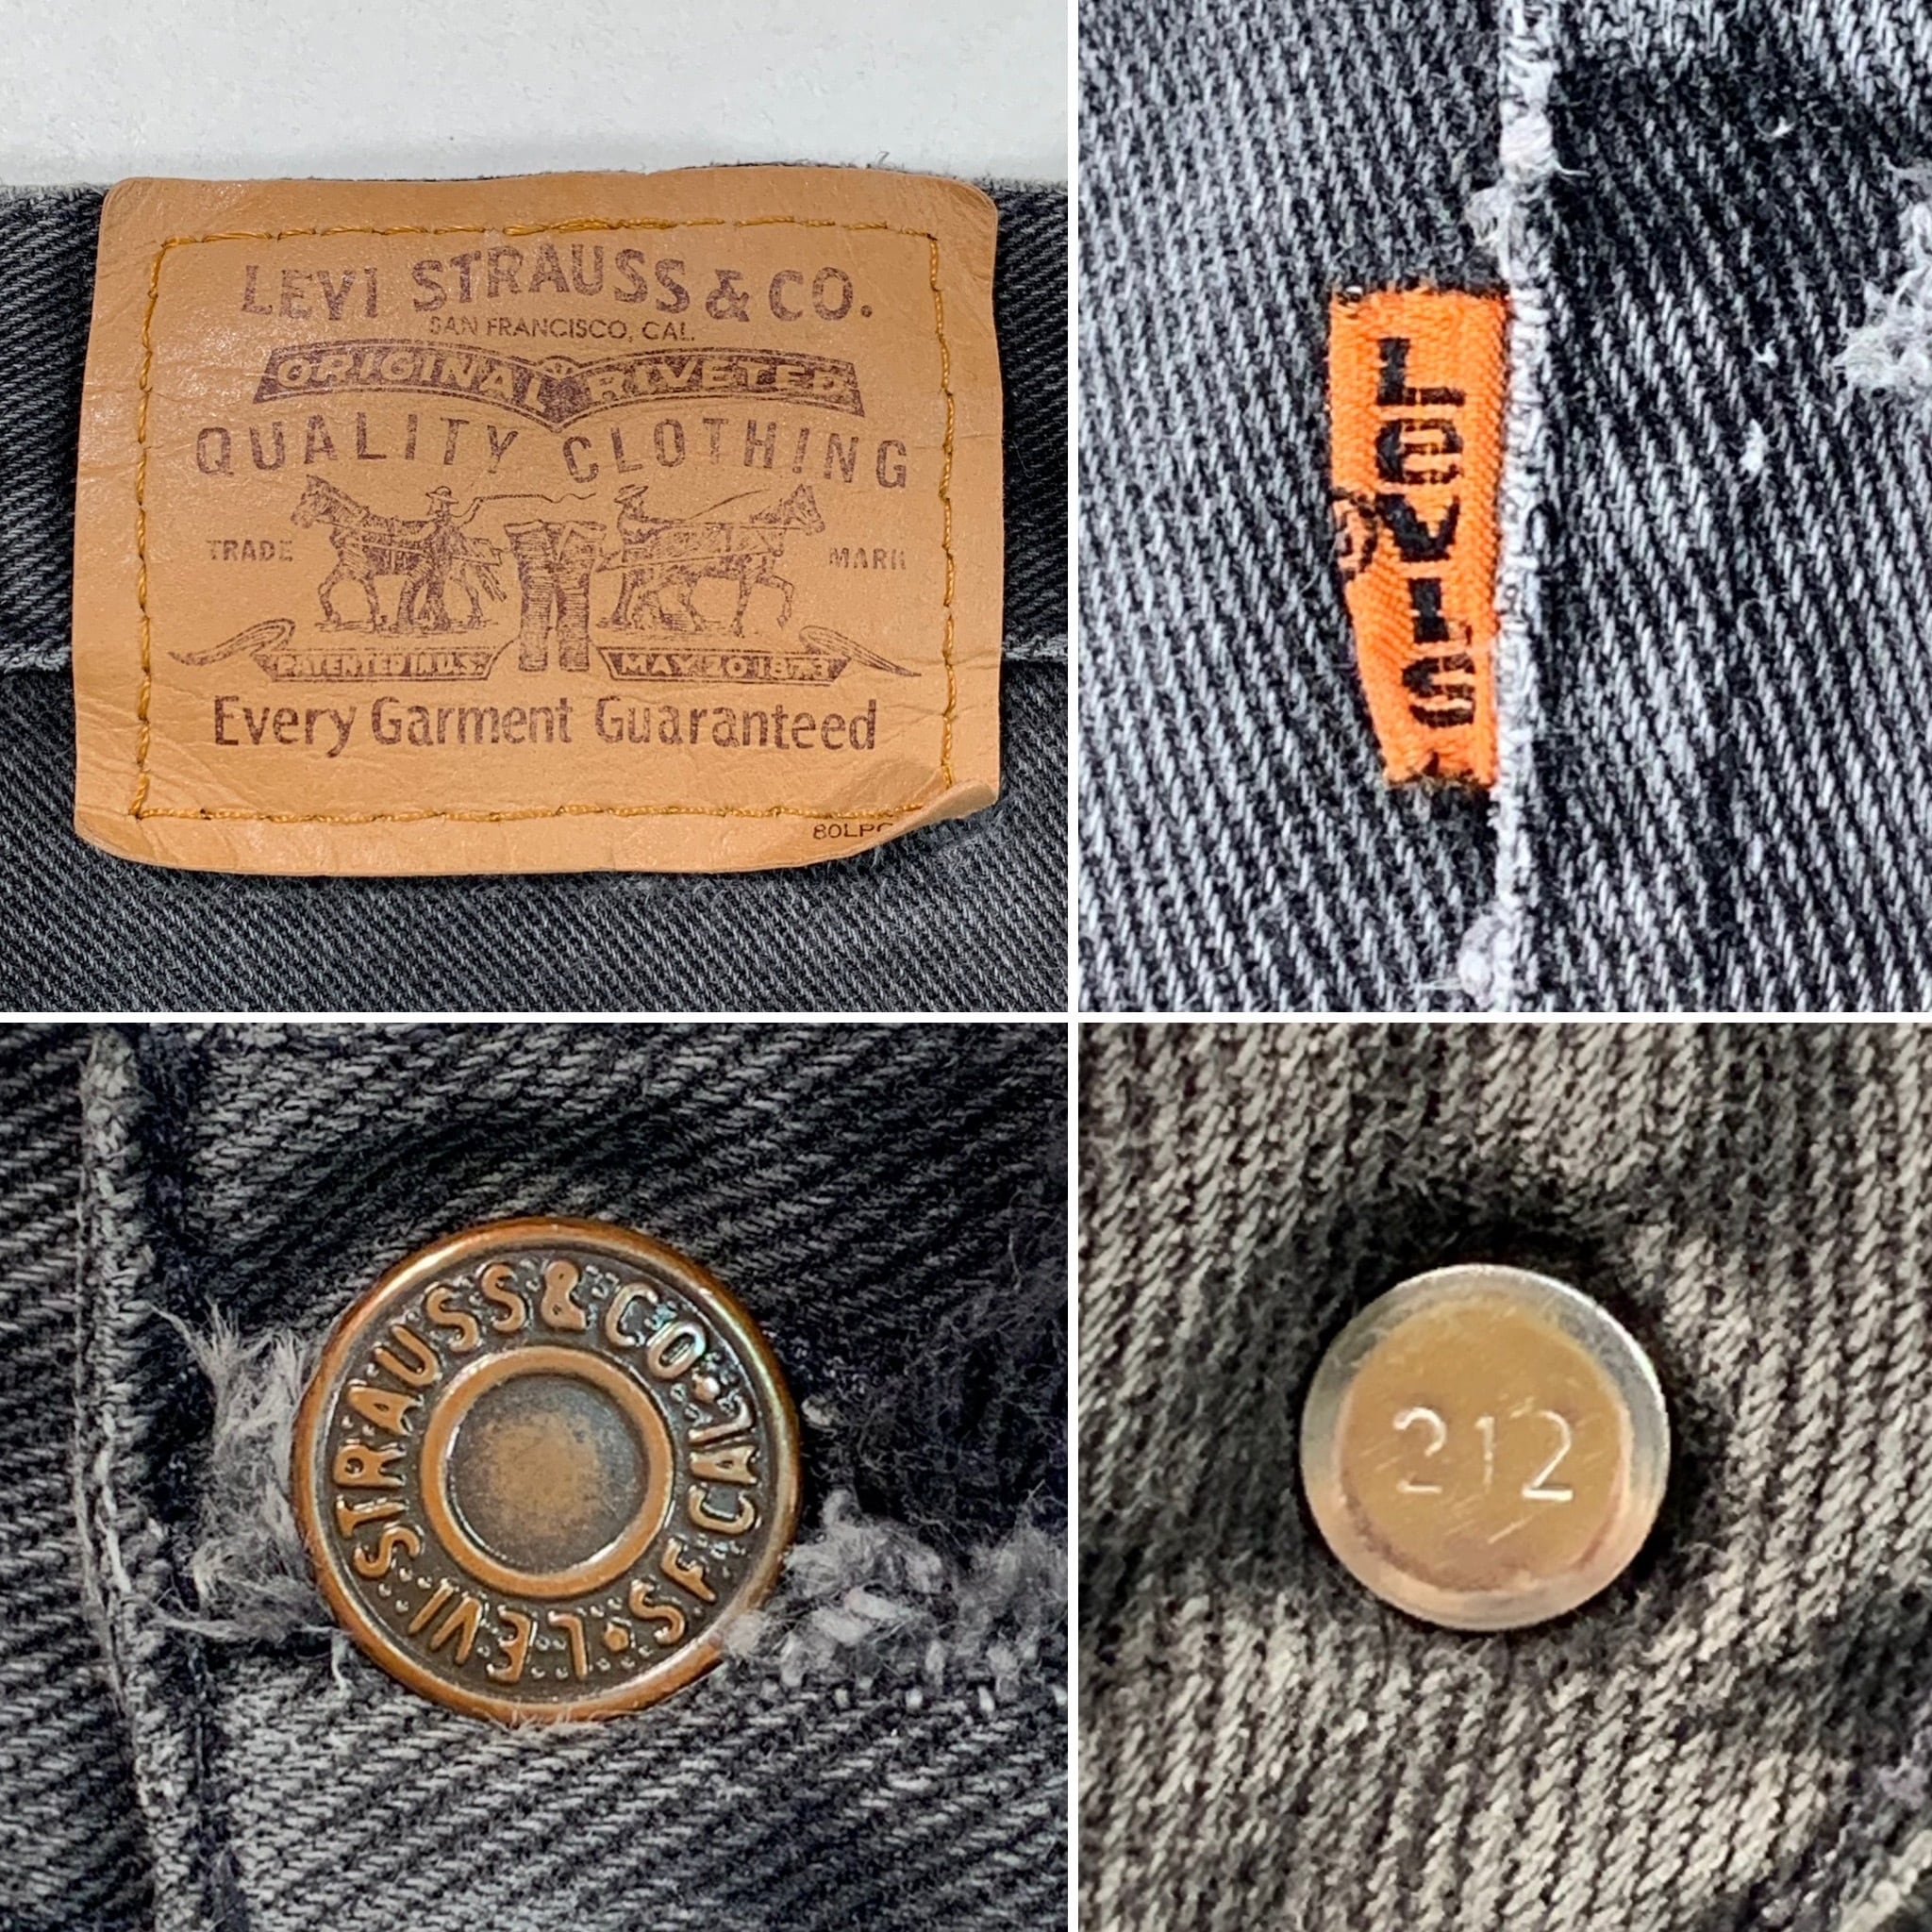 LEVI STRAUSS & CO.
SAN FRANCISCO, CAL.
ORIGINAL RIVETED
QUALITY CLOTHING
TRADE MARK
PATENTED IN U.S. MAY 20 1873
Every Garment Guaranteed
LEVI'S
LEVI STRAUSS & CO. S F CAL
212